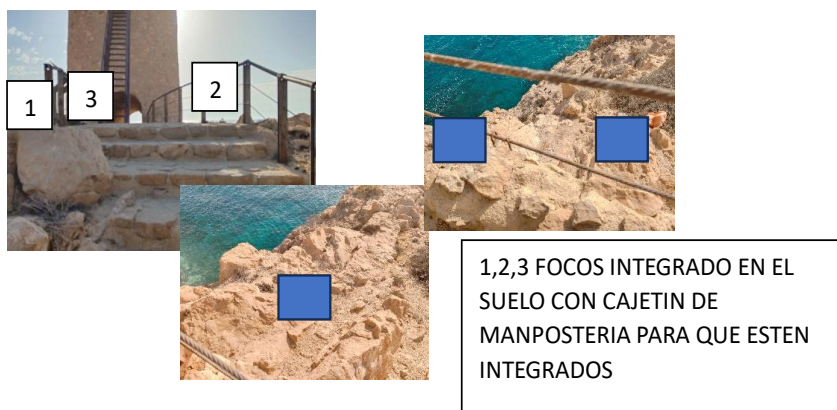 1
3
2
1,2,3 FOCOS INTEGRADO EN EL
SUELO CON CAJETIN DE
MANPOSTERIA PARA QUE ESTEN
INTEGRADOS